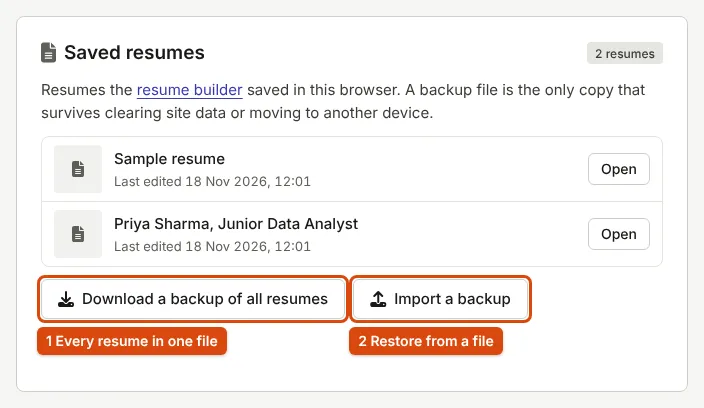 Saved resumes
2 resumes
Resumes the resume builder saved in this browser. A backup file is the only copy that
survives clearing site data or moving to another device.
Sample resume
Last edited 18 Nov 2026, 12:01
Open
Priya Sharma, Junior Data Analyst
Last edited 18 Nov 2026, 12:01
Open
Download a backup of all resumes
Import a backup
1 Every resume in one file
2 Restore from a file